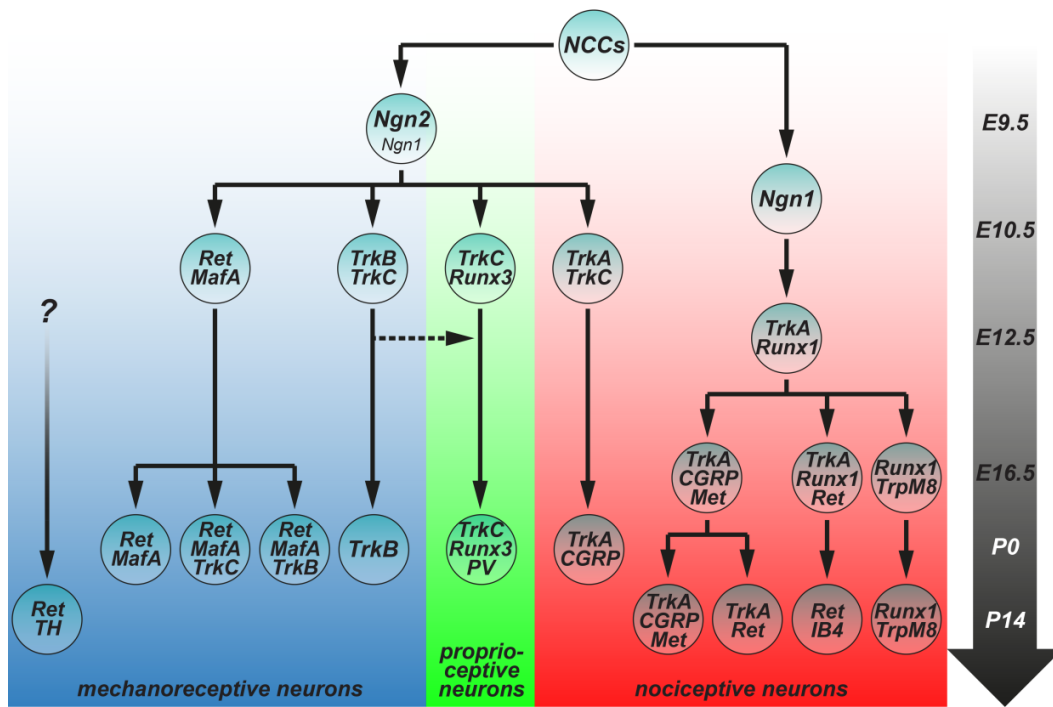 NCCs
Ngn2
Ngn1
E9.5
Ngn1
E10.5
Ret
MafA
TrkB
TrkC
TrkC
Runx3
TrkA
TrkC
?
TrkA
Runx1
E12.5
TrkA
CGRP
Met
TrkA
Runx1
Ret
Runx1
TrpM8
E16.5
Ret
MafA
Ret
MafA
TrkC
Ret
MafA
TrkB
TrkB
TrkC
Runx3
PV
TrkA
CGRP
P0
Ret
TH
TrkA
CGRP
Met
TrkA
Ret
Ret
IB4
Runx1
TrpM8
P14
mechanoreceptive neurons
proprio-
ceptive
neurons
nociceptive neurons